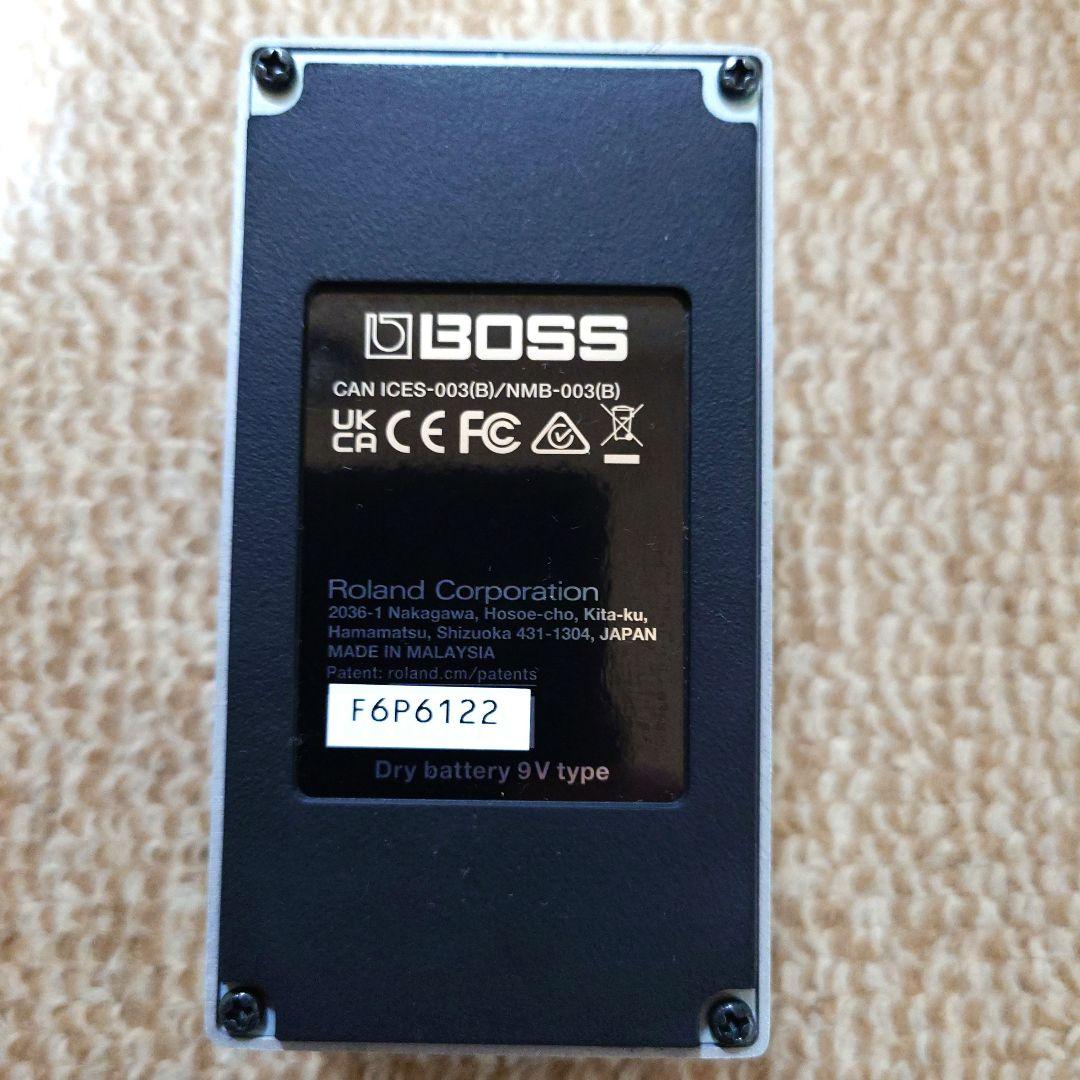 BOSS
CAN ICES-003(B)/NMB-003(B)
UK
CA CE FC
Roland Corporation
2036-1 Nakagawa, Hosoe-cho, Kita-ku,
Hamamatsu, Shizuoka 431-1304, JAPAN
MADE IN MALAYSIA
Patent: roland.cm/patents
F6P6122
Dry battery 9V type